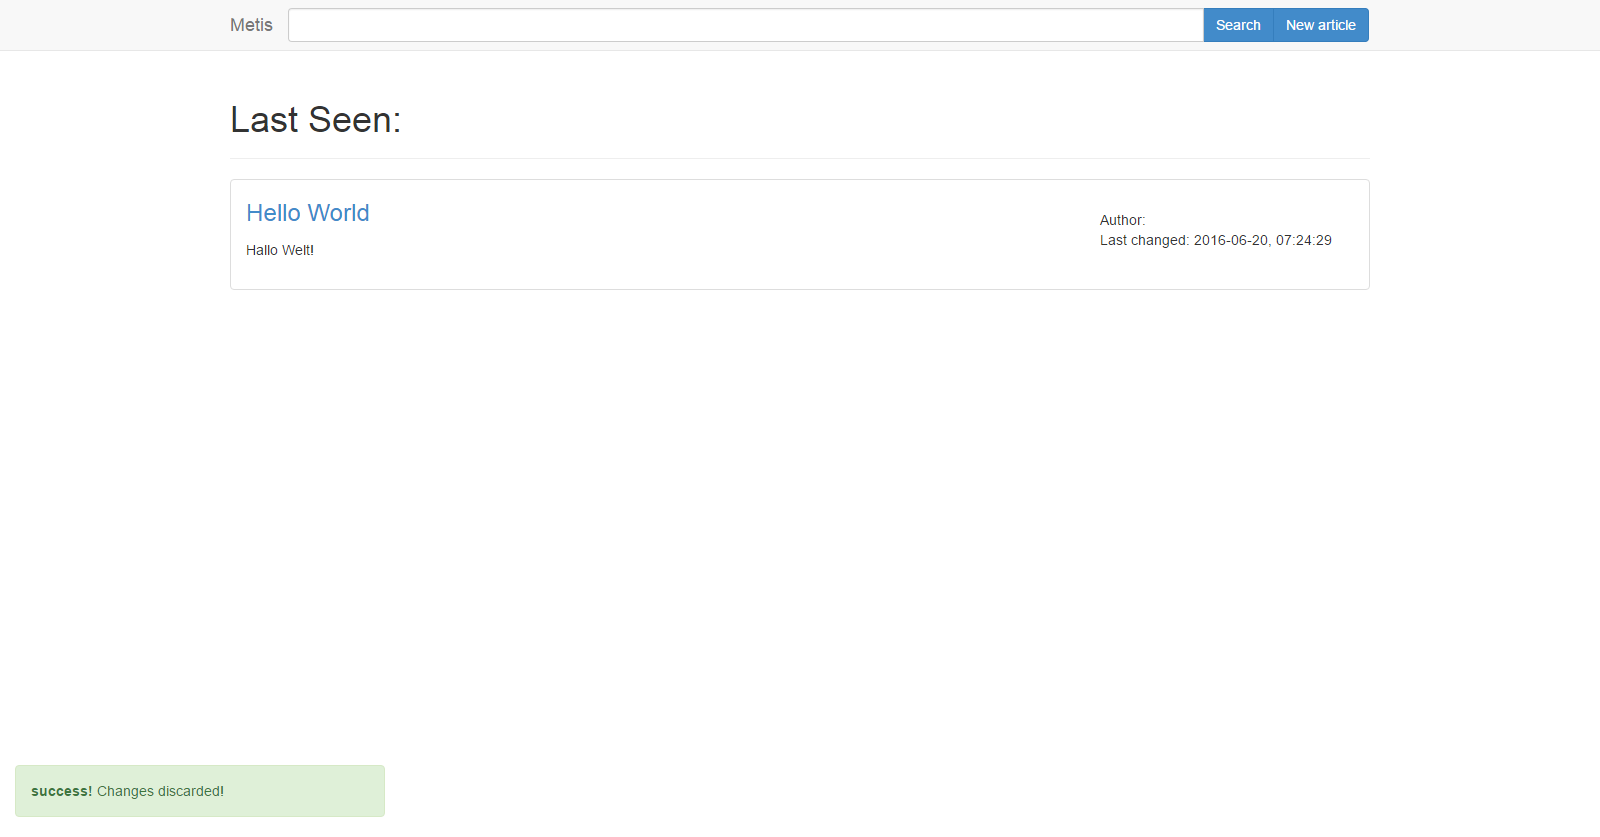 Metis Search New article
Last Seen:
Hello World
Hallo Welt!
Author:
Last changed: 2016-06-20, 07:24:29
success! Changes discarded!